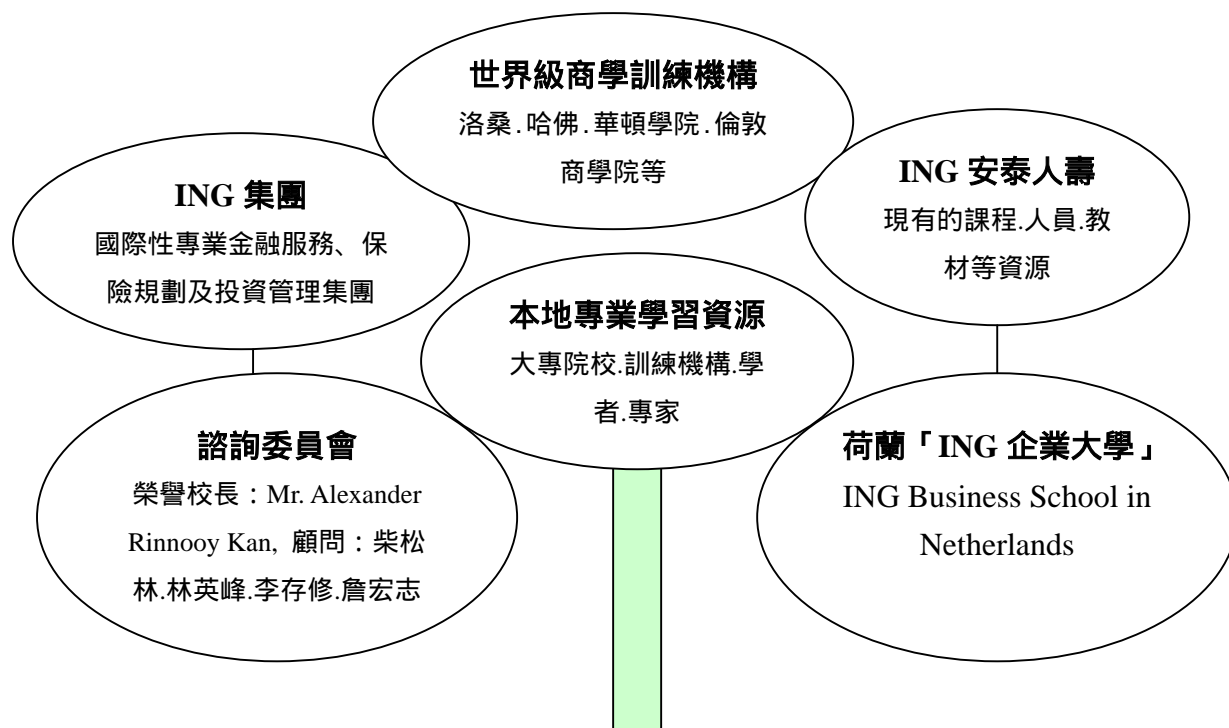 世界級商學訓練機構
洛桑.哈佛.華頓學院.倫敦
商學院等
ING 集團
國際性專業金融服務、保
險規劃及投資管理集團
ING 安泰人壽
現有的課程.人員.教
材等資源
本地專業學習資源
大專院校.訓練機構.學
者.專家
諮詢委員會
榮譽校長：Mr. Alexander
Rinnooy Kan, 顧問：柴松
林.林英峰.李存修.詹宏志
荷蘭「ING 企業大學」
ING Business School in
Netherlands